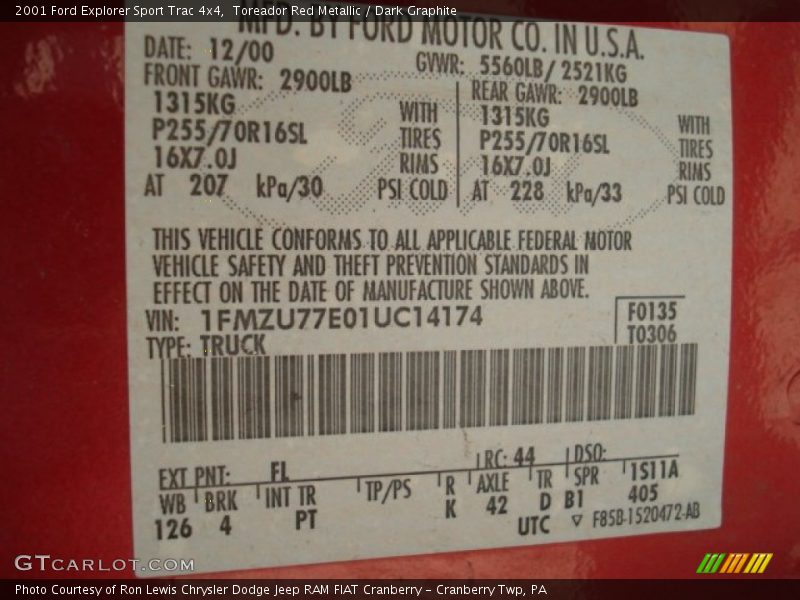 2001 Ford Explorer Sport Trac 4x4, Toreador Red Metallic / Dark Graphite
MFD. BY FORD MOTOR CO. IN U.S.A.
DATE: 12/00 GVWR: 5560LB/ 2521KG
FRONT GAWR: 2900LB REAR GAWR: 2900LB
1315KG WITH 1315KG WITH
P255/70R16SL TIRES P255/70R16SL TIRES
16X7.0J RIMS 16X7.0J RIMS
AT 207 kPa/30 PSI COLD AT 228 kPa/33 PSI COLD
THIS VEHICLE CONFORMS TO ALL APPLICABLE FEDERAL MOTOR
VEHICLE SAFETY AND THEFT PREVENTION STANDARDS IN
EFFECT ON THE DATE OF MANUFACTURE SHOWN ABOVE.
VIN: 1FMZU77E01UC14174 F0135
TYPE: TRUCK T0306
EXT PNT: FL RC: 44 DSO:
WB BRK INT TR TP/PS R AXLE TR SPR 1S11A
126 4 PT K 42 D B1 405
UTC ▽ F85B-1520472-AB
GTCARLOT.COM
Photo Courtesy of Ron Lewis Chrysler Dodge Jeep RAM FIAT Cranberry – Cranberry Twp, PA